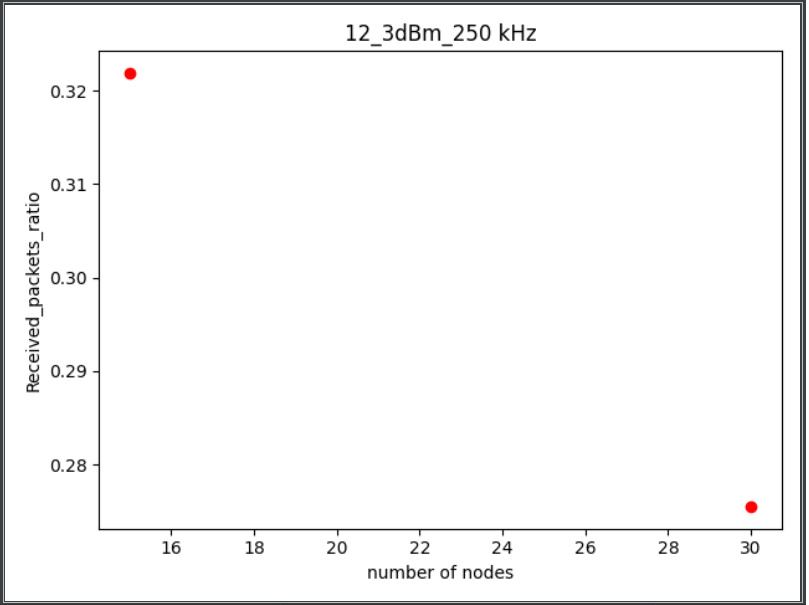 12_3dBm_250 kHz
Received_packets_ratio
0.32
0.31
0.30
0.29
0.28
16 18 20 22 24 26 28 30
number of nodes